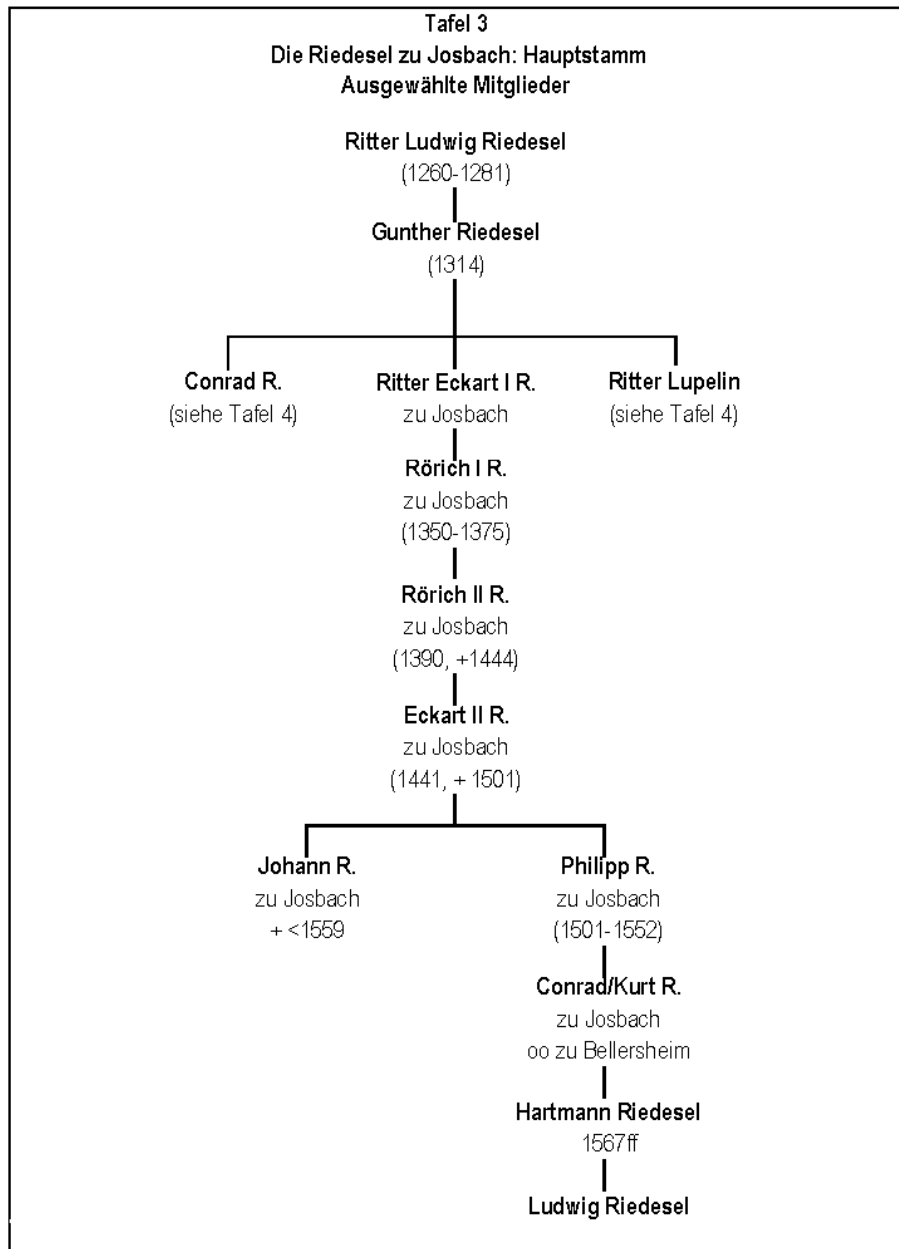 Tafel 3
Die Riedesel zu Josbach: Hauptstamm
Ausgewählte Mitglieder
Ritter Ludwig Riedesel
(1260-1281)
Gunther Riedesel
(1314)
Conrad R.
(siehe Tafel 4)
Ritter Eckart I R.
zu Josbach
Ritter Lupelin
(siehe Tafel 4)
Rörich I R.
zu Josbach
(1350-1375)
Rörich II R.
zu Josbach
(1390, +1444)
Eckart II R.
zu Josbach
(1441, + 1501)
Johann R.
zu Josbach
+ <1559
Philipp R.
zu Josbach
(1501-1552)
Conrad/Kurt R.
zu Josbach
oo zu Bellersheim
Hartmann Riedesel
1567ff
Ludwig Riedesel